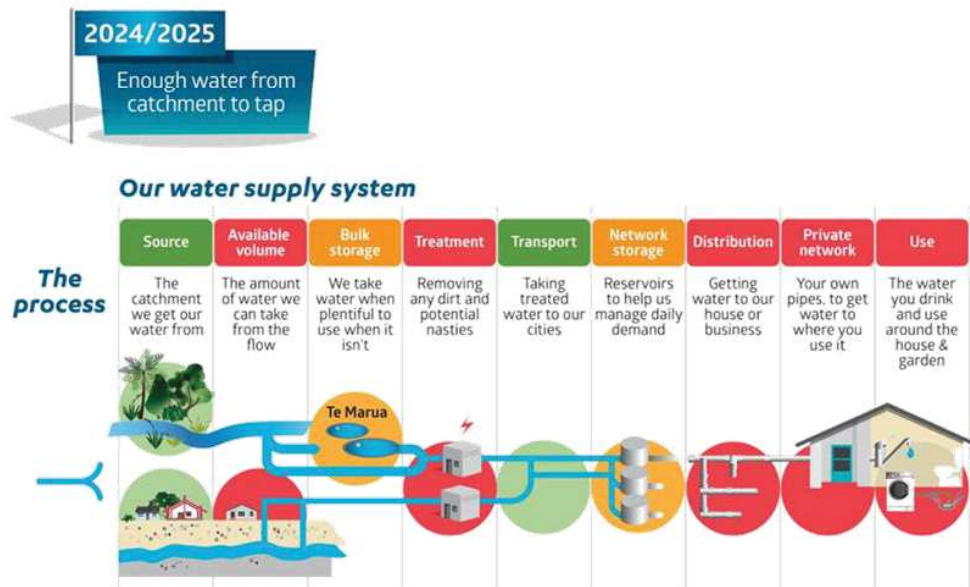 2024/2025
Enough water from
catchment to tap
Our water supply system
The
process
Source
The
catchment
we get our
water from
Available
volume
The amount
of water we
can take
from the
flow
Bulk
storage
We take
water when
plentiful to
use when it
isn't
Treatment
Removing
any dirt and
potential
nasties
Transport
Taking
treated
water to our
cities
Network
storage
Reservoirs
to help us
manage daily
demand
Distribution
Getting
water to our
house or
business
Private
network
Your own
pipes, to get
water to
where you
use it
Use
The water
you drink
and use
around the
house &
garden
Te Marua